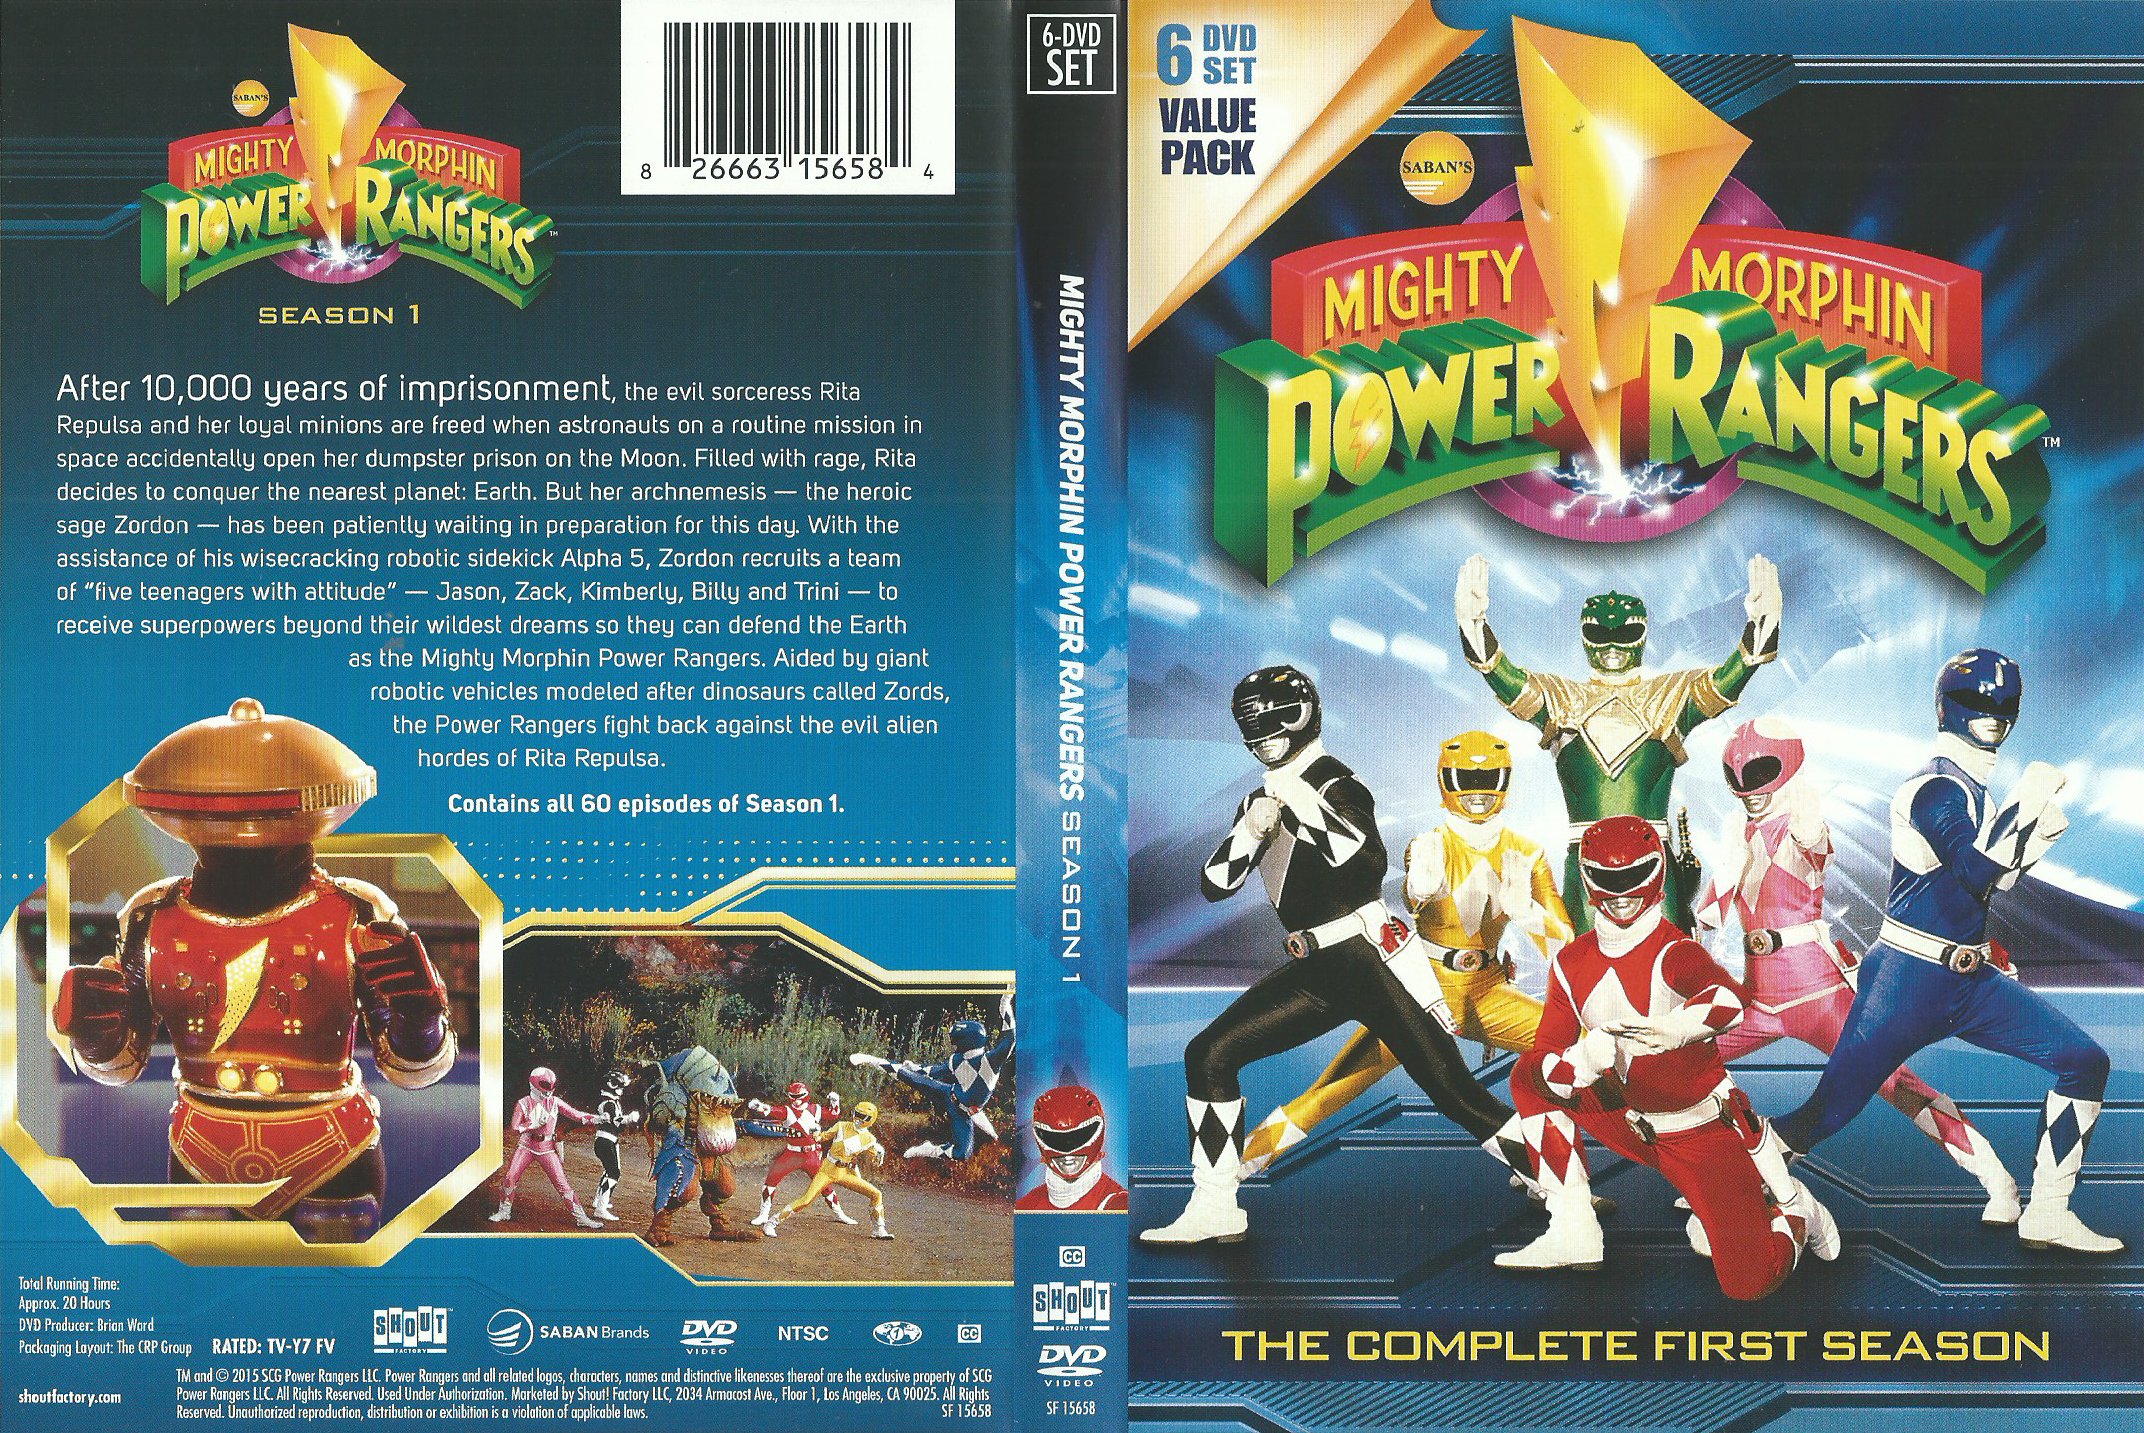 SABAN'S
MIGHTY MORPHIN
POWER RANGERS™
SEASON 1
8 26663 15658 4
After 10,000 years of imprisonment, the evil sorceress Rita
Repulsa and her loyal minions are freed when astronauts on a routine mission in
space accidentally open her dumpster prison on the Moon. Filled with rage, Rita
decides to conquer the nearest planet: Earth. But her archnemesis — the heroic
sage Zordon — has been patiently waiting in preparation for this day. With the
assistance of his wisecracking robotic sidekick Alpha 5, Zordon recruits a team
of “five teenagers with attitude” — Jason, Zack, Kimberly, Billy and Trini — to
receive superpowers beyond their wildest dreams so they can defend the Earth
as the Mighty Morphin Power Rangers. Aided by giant
robotic vehicles modeled after dinosaurs called Zords,
the Power Rangers fight back against the evil alien
hordes of Rita Repulsa.
Contains all 60 episodes of Season 1.
Total Running Time:
Approx. 20 Hours
DVD Producer: Brian Ward
Packaging Layout: The CRP Group
RATED: TV-Y7 FV
SHOUT™
FACTORY
SABAN Brands
DVD
VIDEO
NTSC
1
CC
shoutfactory.com
TM and © 2015 SCG Power Rangers LLC. Power Rangers and all related logos, characters, names and distinctive likenesses thereof are the exclusive property of SCG
Power Rangers LLC. All Rights Reserved. Used Under Authorization. Marketed by Shout! Factory LLC, 2034 Armacost Ave., Floor 1, Los Angeles, CA 90025. All Rights
Reserved. Unauthorized reproduction, distribution or exhibition is a violation of applicable laws.
SF 15658
6-DVD
SET
MIGHTY MORPHIN POWER RANGERS SEASON 1
CC
SHOUT™
FACTORY
DVD
VIDEO
SF 15658
6 DVD
SET
VALUE
PACK
SABAN'S
MIGHTY MORPHIN
POWER RANGERS™
THE COMPLETE FIRST SEASON